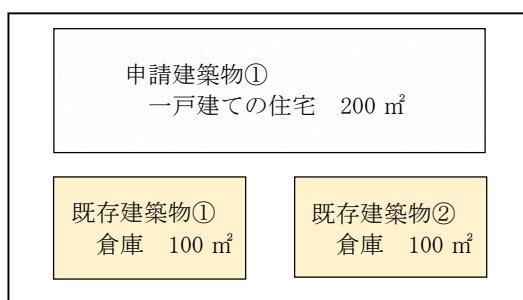 申請建築物①
一戸建ての住宅　200 ㎡
既存建築物①
倉庫　100 ㎡
既存建築物②
倉庫　100 ㎡